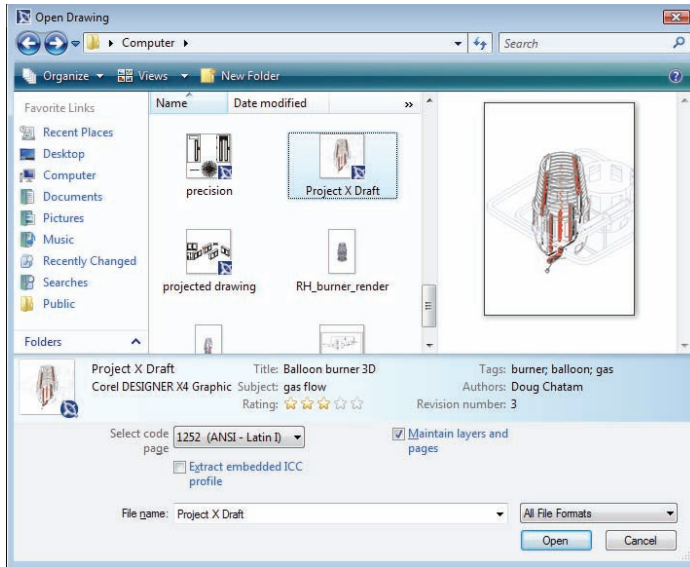 Open Drawing
Computer
Search
Organize Views New Folder
Favorite Links
Recent Places
Desktop
Computer
Documents
Pictures
Music
Recently Changed
Searches
Public
Folders
Name Date modified »
precision Project X Draft
projected drawing RH_burner_render
Project X Draft Title: Balloon burner 3D Tags: burner; balloon; gas
Corel DESIGNER X4 Graphic Subject: gas flow Authors: Doug Chatam
Rating: Revision number: 3
Select code page 1252 (ANSI - Latin I)
Maintain layers and pages
Extract embedded ICC profile
File name: Project X Draft All File Formats
Open Cancel